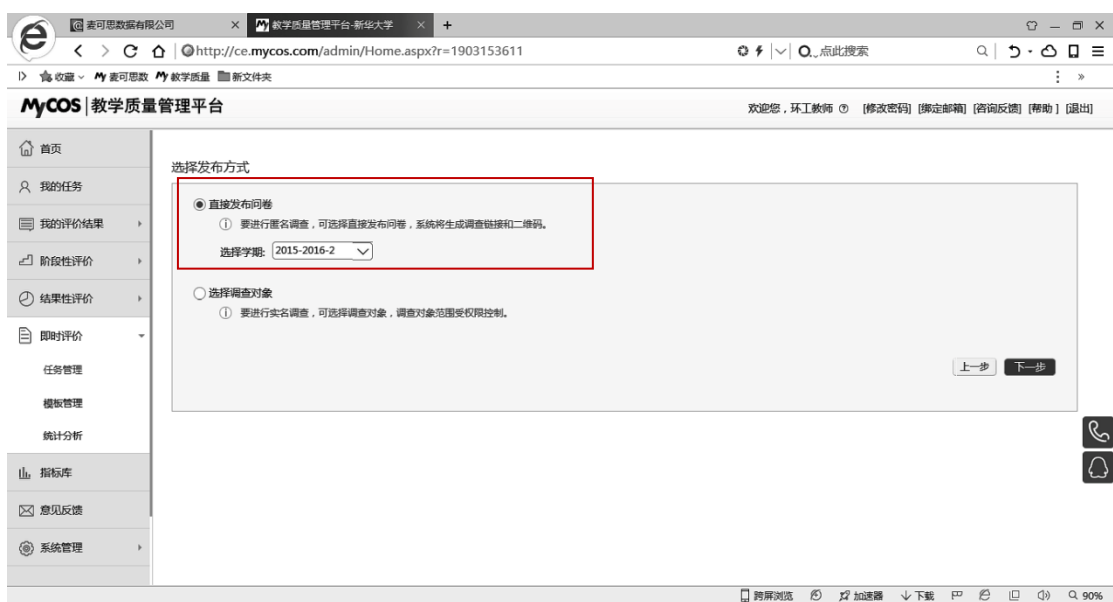 麦可思数据有限公司
教学质量管理平台-新华大学
http://ce.mycos.com/admin/Home.aspx?r=1903153611
点此搜索
收藏 麦可思数 教学质量 新文件夹
MyCOS 教学质量管理平台
欢迎您，环工教师 [修改密码] [绑定邮箱] [咨询反馈] [帮助 ] [退出]
首页
我的任务
我的评价结果
阶段性评价
结果性评价
即时评价
任务管理
模板管理
统计分析
指标库
意见反馈
系统管理
选择发布方式
直接发布问卷
要进行匿名调查，可选择直接发布问卷，系统将生成调查链接和二维码。
选择学期: 2015-2016-2
选择调查对象
要进行实名调查，可选择调查对象，调查对象范围受权限控制。
上一步 下一步
跨屏浏览 加速器 下载 90%